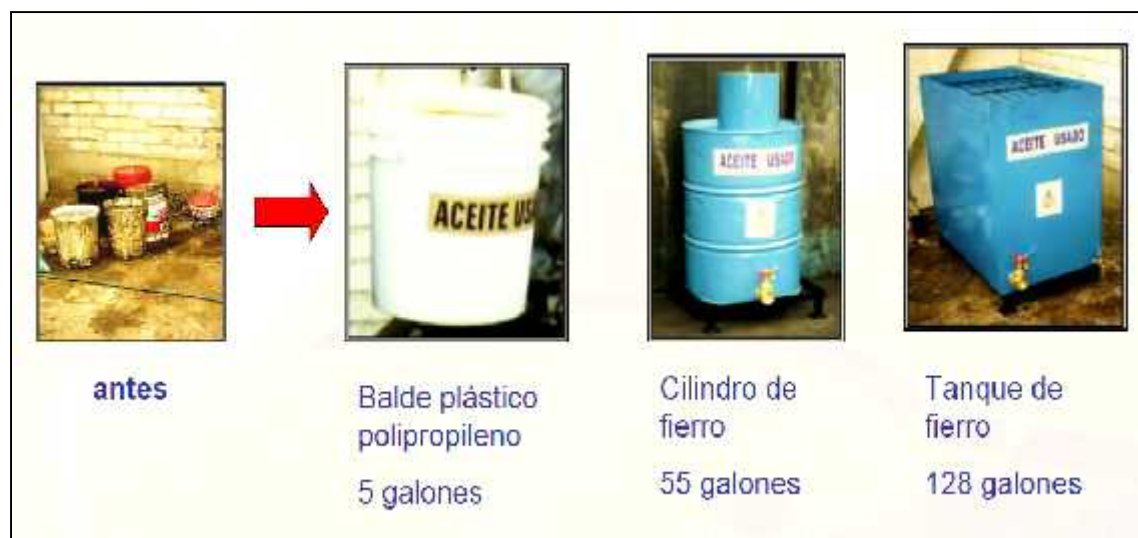 ACEITE
ACEITE USADO
ACEITE USADO
antes
Balde plástico
polipropileno
5 galones
Cilindro de
fierro
55 galones
Tanque de
fierro
128 galones